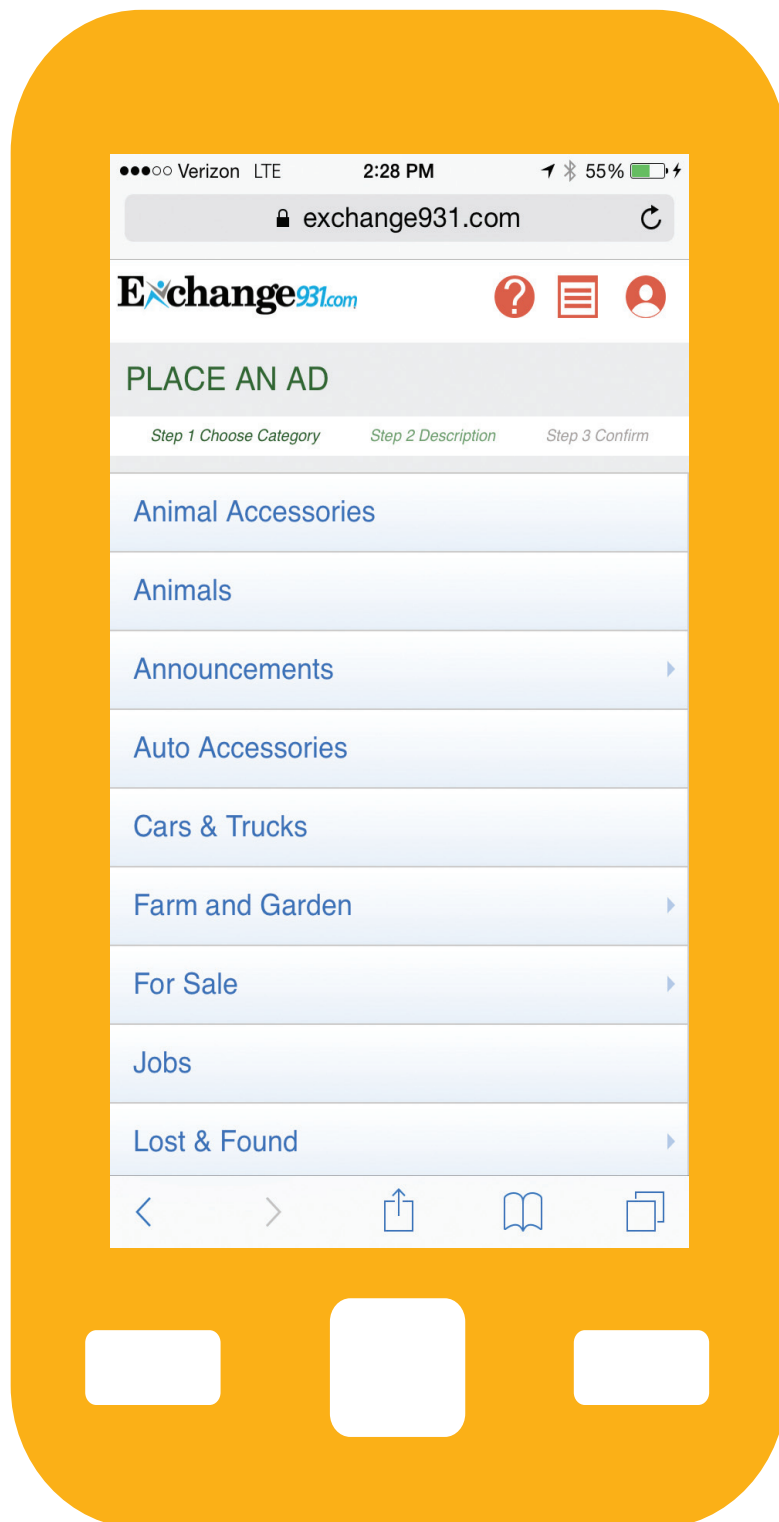 Verizon LTE 2:28 PM 55%
exchange931.com
Exchange931.com
PLACE AN AD
Step 1 Choose Category Step 2 Description Step 3 Confirm
Animal Accessories
Animals
Announcements
Auto Accessories
Cars & Trucks
Farm and Garden
For Sale
Jobs
Lost & Found